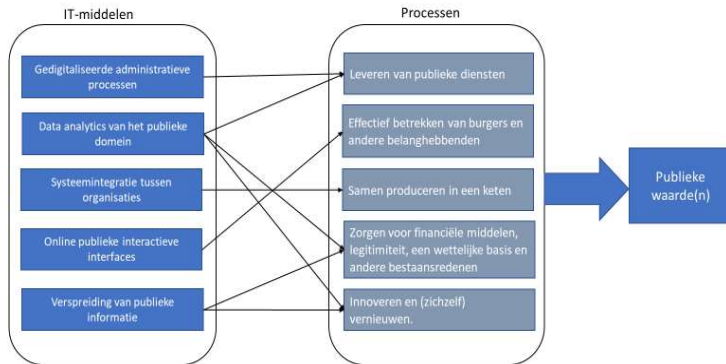 IT-middelen
Gedigitaliseerde administratieve
processen
Data analytics van het publieke
domein
Systeemintegratie tussen
organisaties
Online publieke interactieve
interfaces
Verspreiding van publieke
informatie
Processen
Leveren van publieke diensten
Effectief betrekken van burgers en
andere belanghebbenden
Samen produceren in een keten
Zorgen voor financiële middelen,
legitimiteit, een wettelijke basis en
andere bestaansredenen
Innoveren en (zichzelf)
vernieuwen.
Publieke
waarde(n)